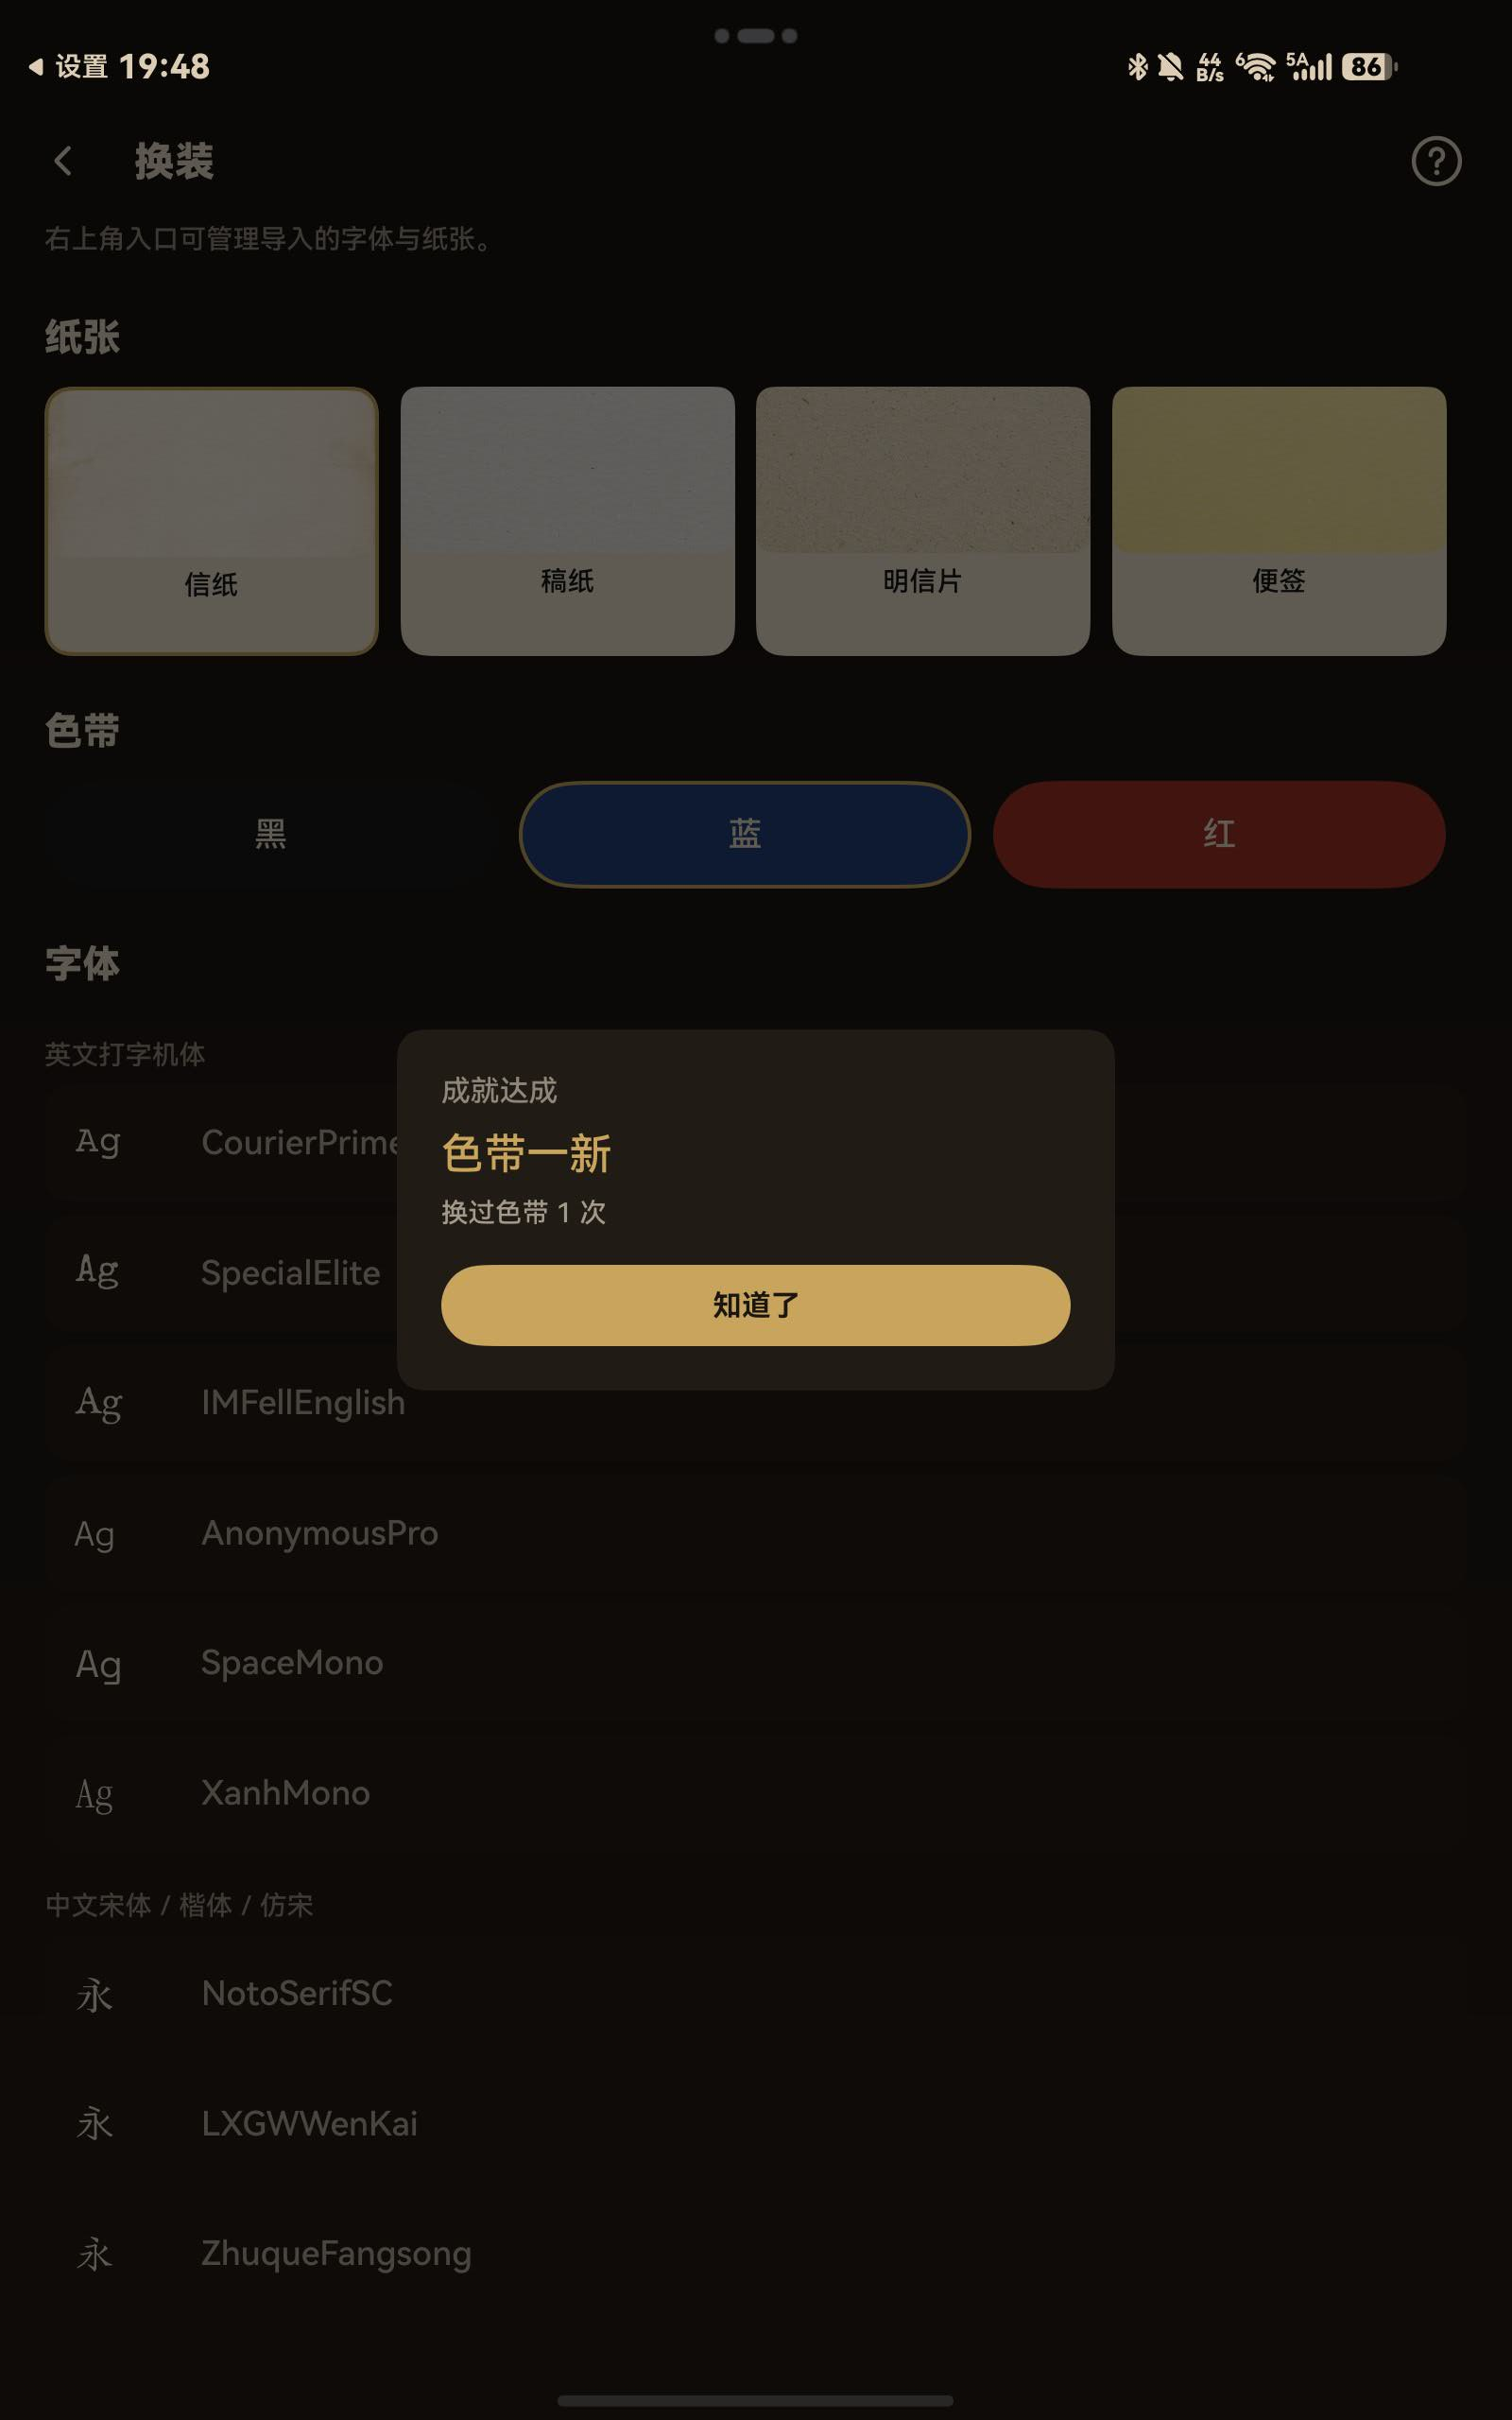 设置 19:48 44 B/s 6 5A 86
换装
右上角入口可管理导入的字体与纸张。
纸张
信纸 稿纸 明信片 便签
色带
黑 蓝 红
字体
英文打字机体
Ag CourierPrime
Ag SpecialElite
Ag IMFellEnglish
Ag AnonymousPro
Ag SpaceMono
Ag XanhMono
中文宋体 / 楷体 / 仿宋
永 NotoSerifSC
永 LXGWWenKai
永 ZhuqueFangsong
成就达成
色带一新
换过色带 1 次
知道了